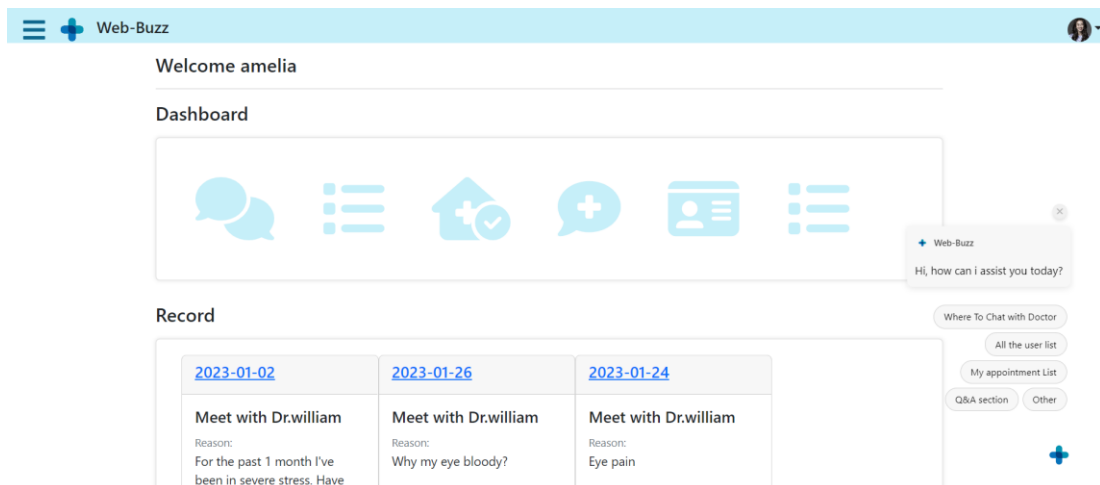 Web-Buzz
Welcome amelia
Dashboard
Web-Buzz
Hi, how can i assist you today?
Where To Chat with Doctor
All the user list
My appointment List
Q&A section
Other
Record
2023-01-02
Meet with Dr.william
Reason:
For the past 1 month I've
been in severe stress. Have
2023-01-26
Meet with Dr.william
Reason:
Why my eye bloody?
2023-01-24
Meet with Dr.william
Reason:
Eye pain